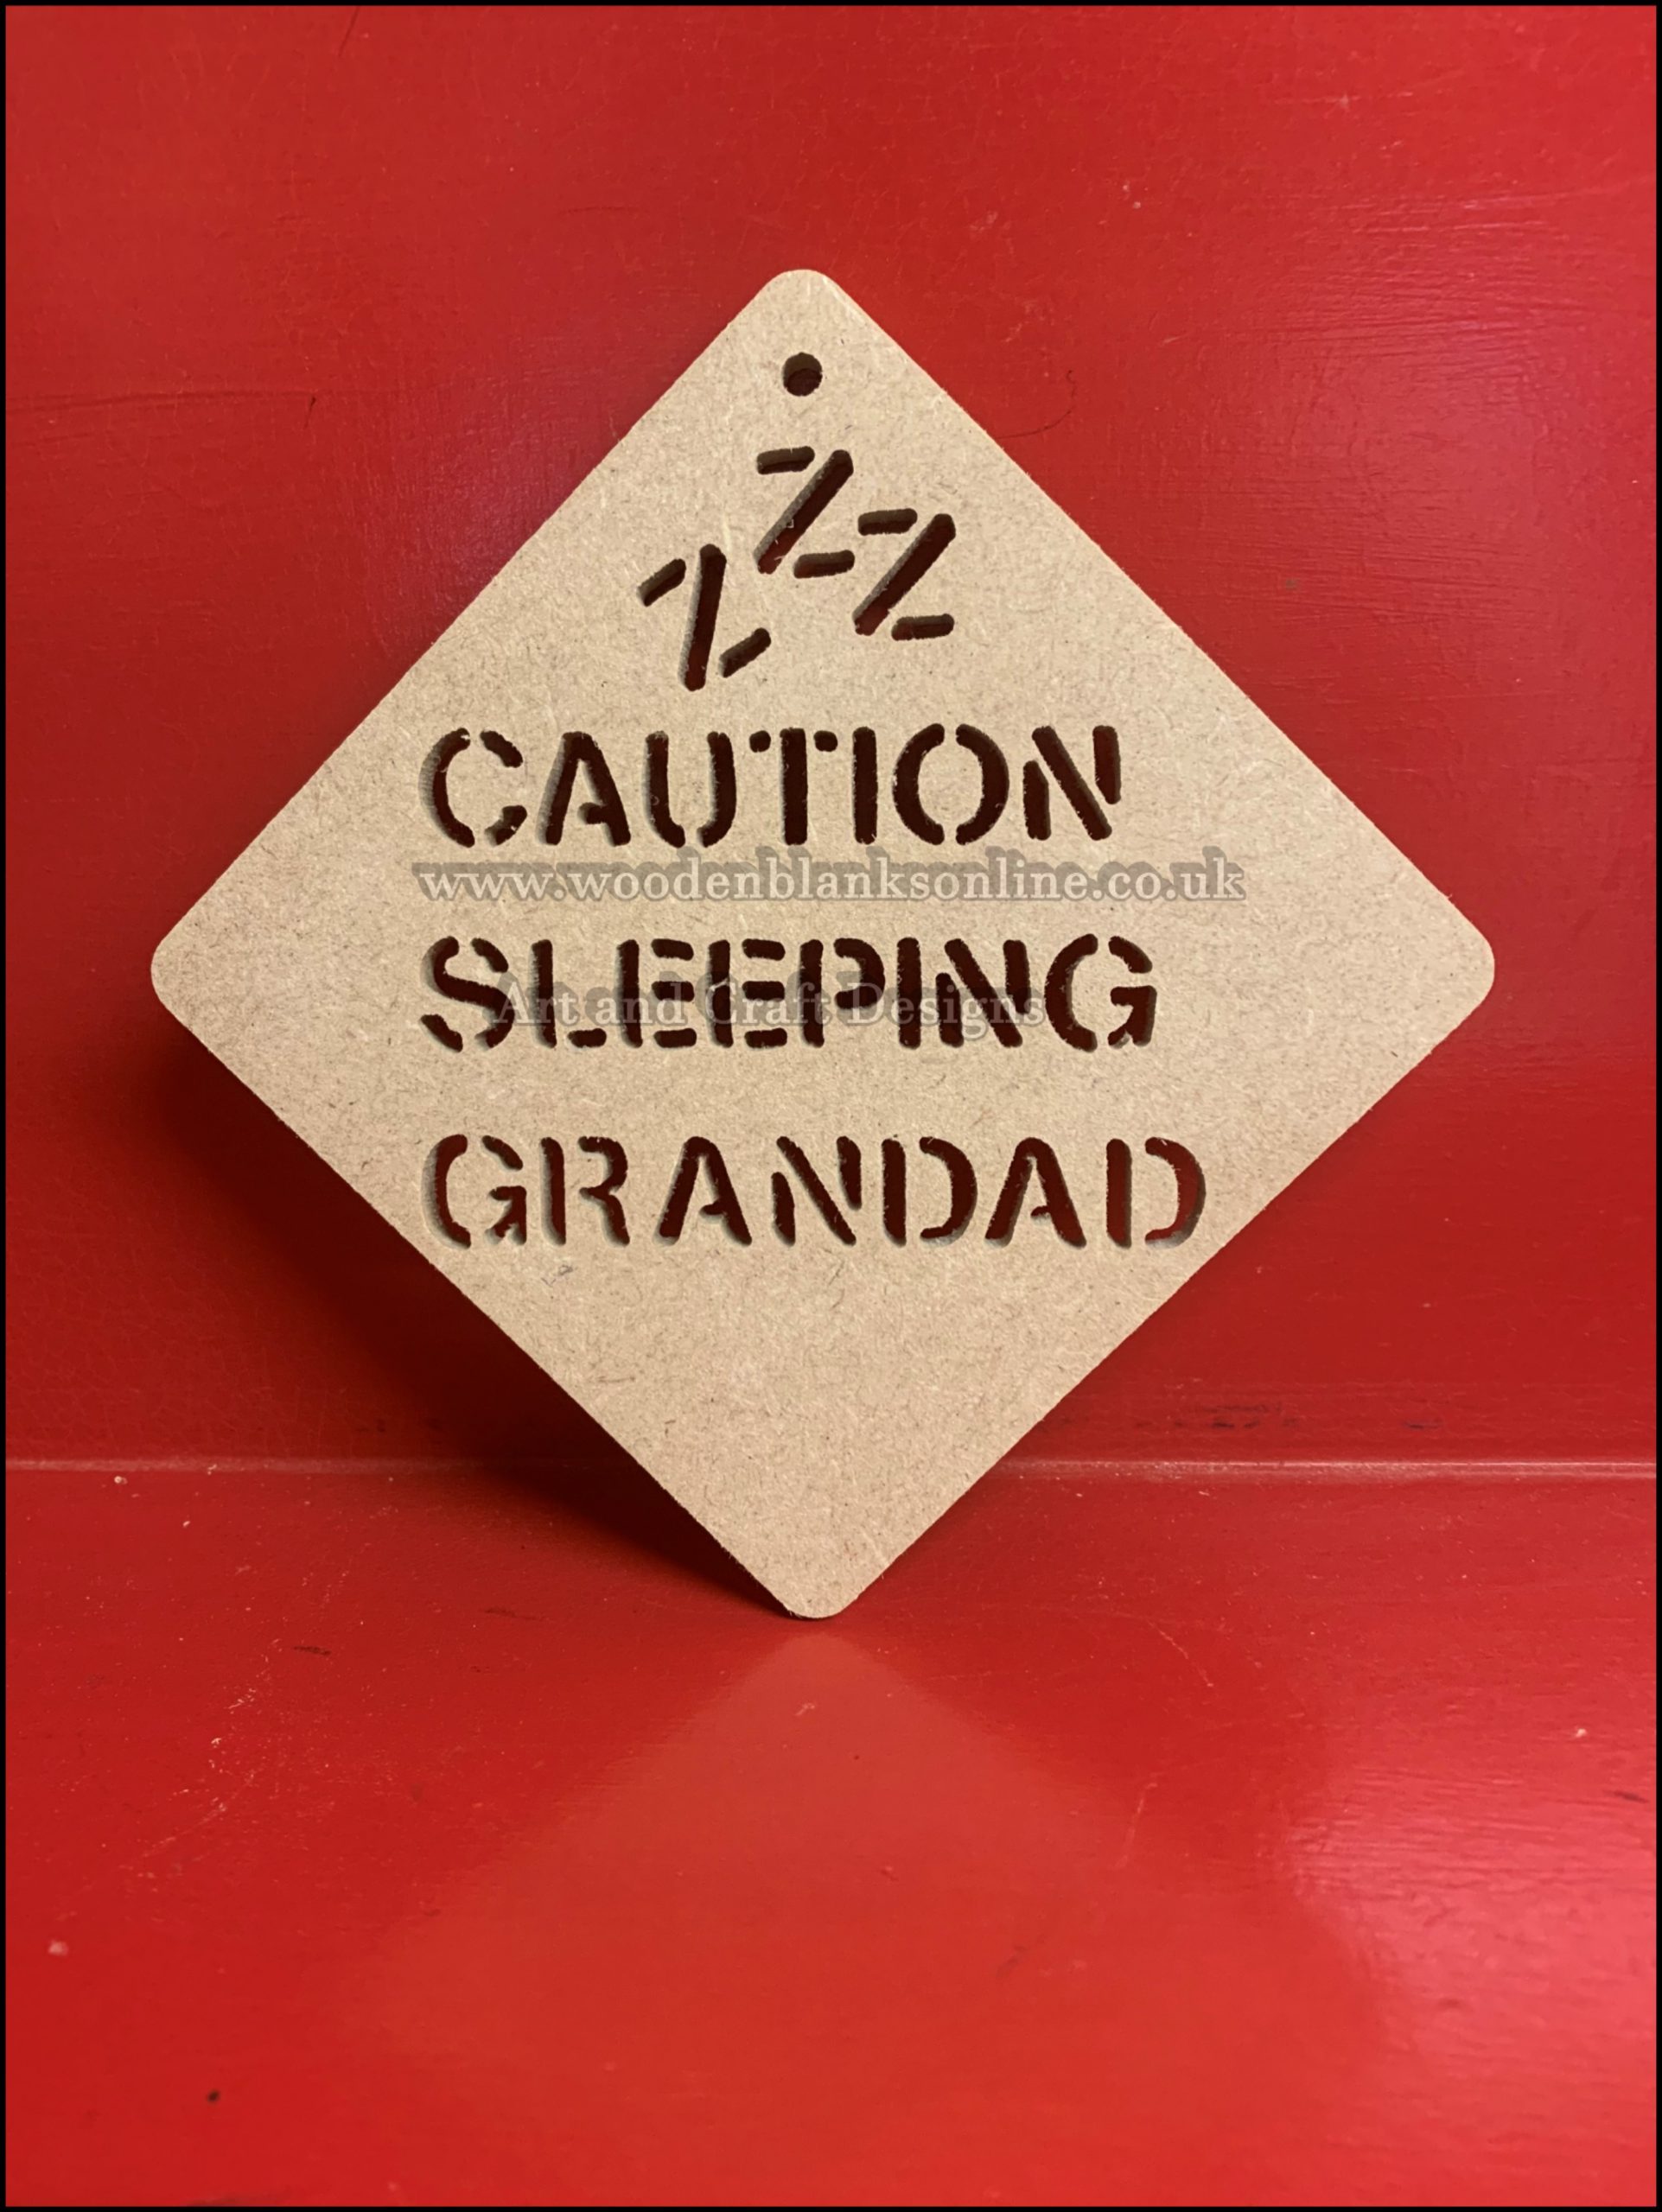 ZZZ
CAUTION
www.woodenblanksonline.co.uk
SLEEPING
Art and Craft Designs
GRANDAD